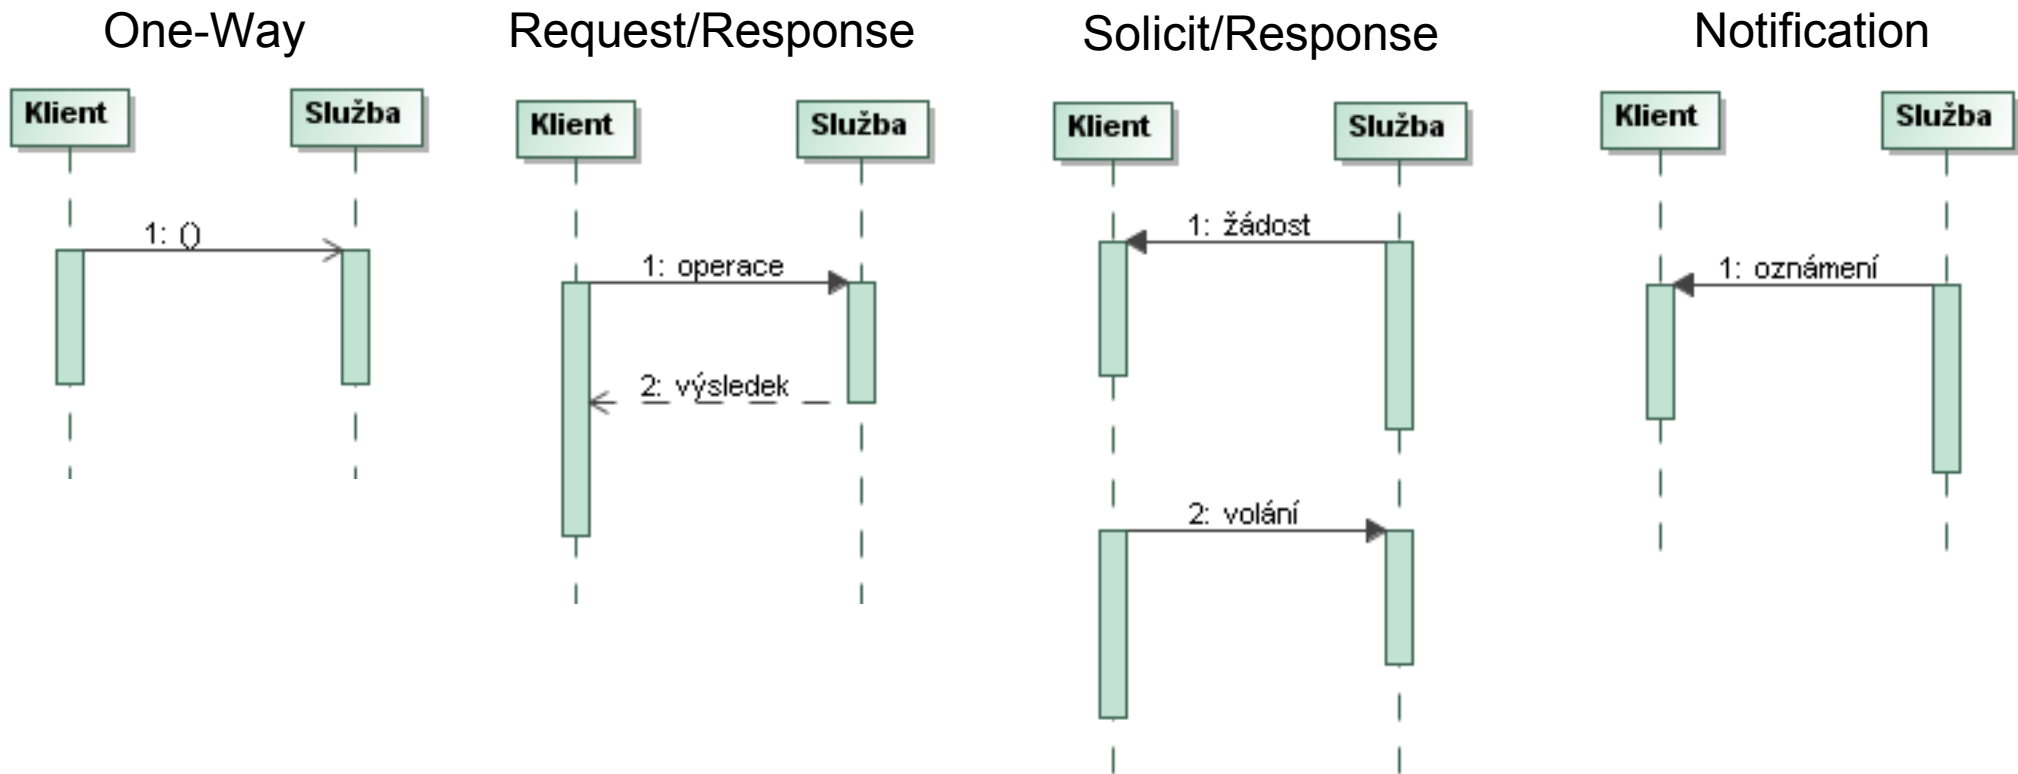 One-Way
Klient
Služba
1: ()
Request/Response
Klient
Služba
1: operace
2: výsledek
Solicit/Response
Klient
Služba
1: žádost
2: volání
Notification
Klient
Služba
1: oznámení